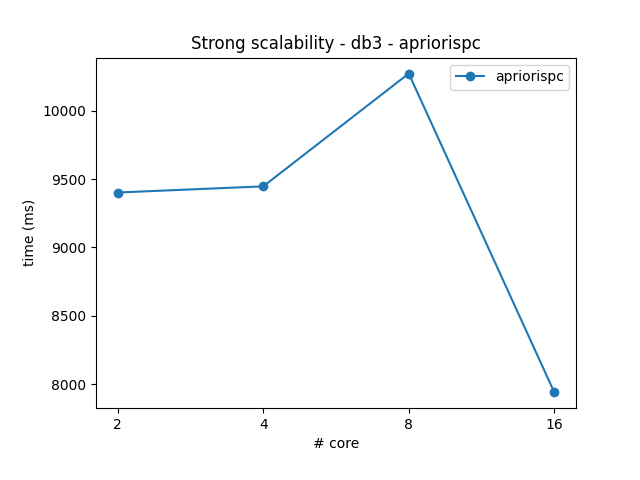 Strong scalability - db3 - apriorispc
apriorispc
10000
9500
9000
8500
8000
time (ms)
2 4 8 16
# core